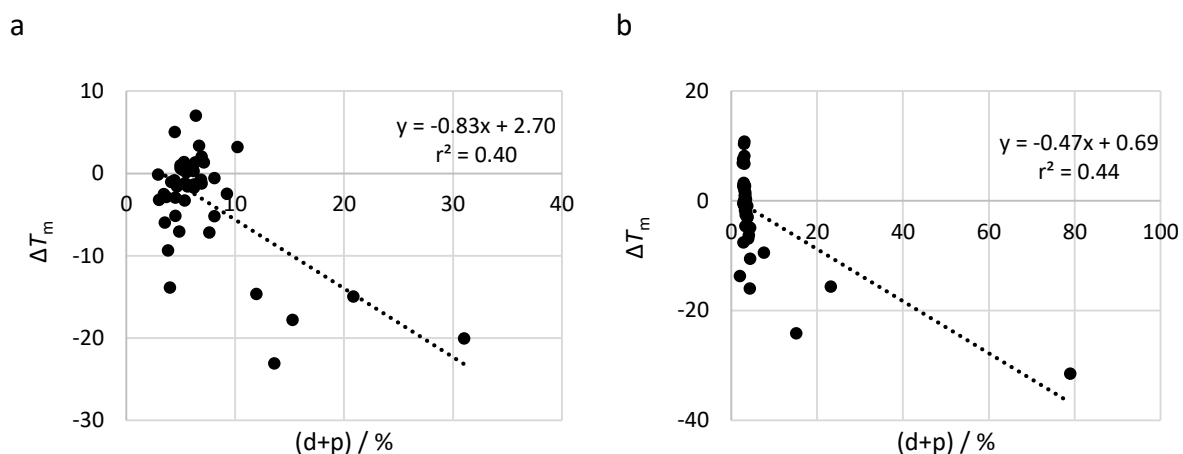 a
10
0
-10
-20
-30
0
10
20
30
40
y = -0.83x + 2.70
r² = 0.40
ΔTm
(d+p) / %
b
20
0
-20
-40
0
20
40
60
80
100
y = -0.47x + 0.69
r² = 0.44
ΔTm
(d+p) / %